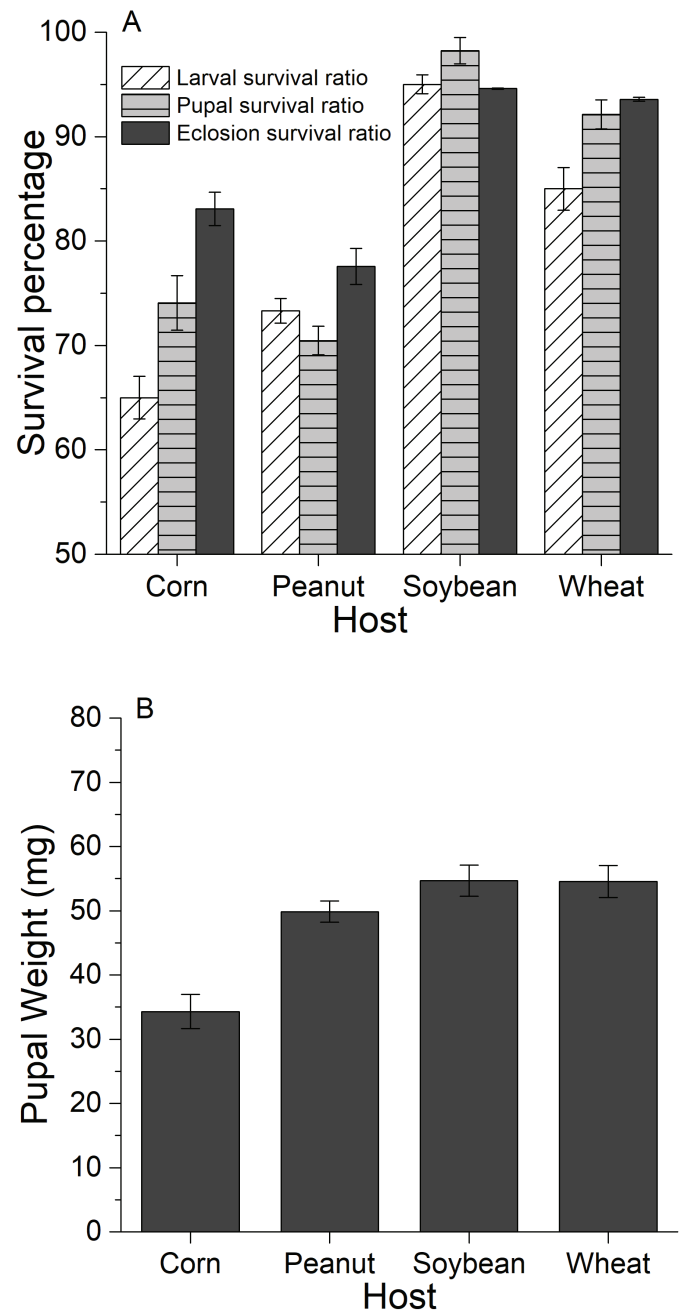 A
Larval survival ratio
Pupal survival ratio
Eclosion survival ratio
Survival percentage
100
90
80
70
60
50
Corn Peanut Soybean Wheat
Host
B
Pupal Weight (mg)
80
70
60
50
40
30
20
10
0
Corn Peanut Soybean Wheat
Host